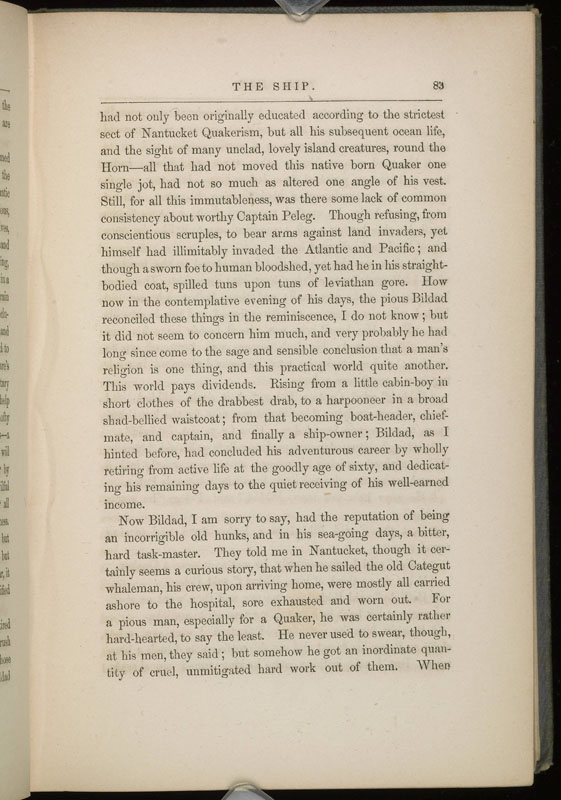 THE SHIP. 83
had not only been originally educated according to the strictest
sect of Nantucket Quakerism, but all his subsequent ocean life,
and the sight of many unclad, lovely island creatures, round the
Horn—all that had not moved this native born Quaker one
single jot, had not so much as altered one angle of his vest.
Still, for all this immutableness, was there some lack of common
consistency about worthy Captain Peleg. Though refusing, from
conscientious scruples, to bear arms against land invaders, yet
himself had illimitably invaded the Atlantic and Pacific; and
though a sworn foe to human bloodshed, yet had he in his straight-
bodied coat, spilled tuns upon tuns of leviathan gore. How
now in the contemplative evening of his days, the pious Bildad
reconciled these things in the reminiscence, I do not know; but
it did not seem to concern him much, and very probably he had
long since come to the sage and sensible conclusion that a man's
religion is one thing, and this practical world quite another.
This world pays dividends. Rising from a little cabin-boy in
short clothes of the drabbest drab, to a harpooneer in a broad
shad-bellied waistcoat; from that becoming boat-header, chief-
mate, and captain, and finally a ship-owner; Bildad, as I
hinted before, had concluded his adventurous career by wholly
retiring from active life at the goodly age of sixty, and dedicat-
ing his remaining days to the quiet receiving of his well-earned
income.
Now Bildad, I am sorry to say, had the reputation of being
an incorrigible old hunks, and in his sea-going days, a bitter,
hard task-master. They told me in Nantucket, though it cer-
tainly seems a curious story, that when he sailed the old Categut
whaleman, his crew, upon arriving home, were mostly all carried
ashore to the hospital, sore exhausted and worn out. For
a pious man, especially for a Quaker, he was certainly rather
hard-hearted, to say the least. He never used to swear, though,
at his men, they said; but somehow he got an inordinate quan-
tity of cruel, unmitigated hard work out of them. When